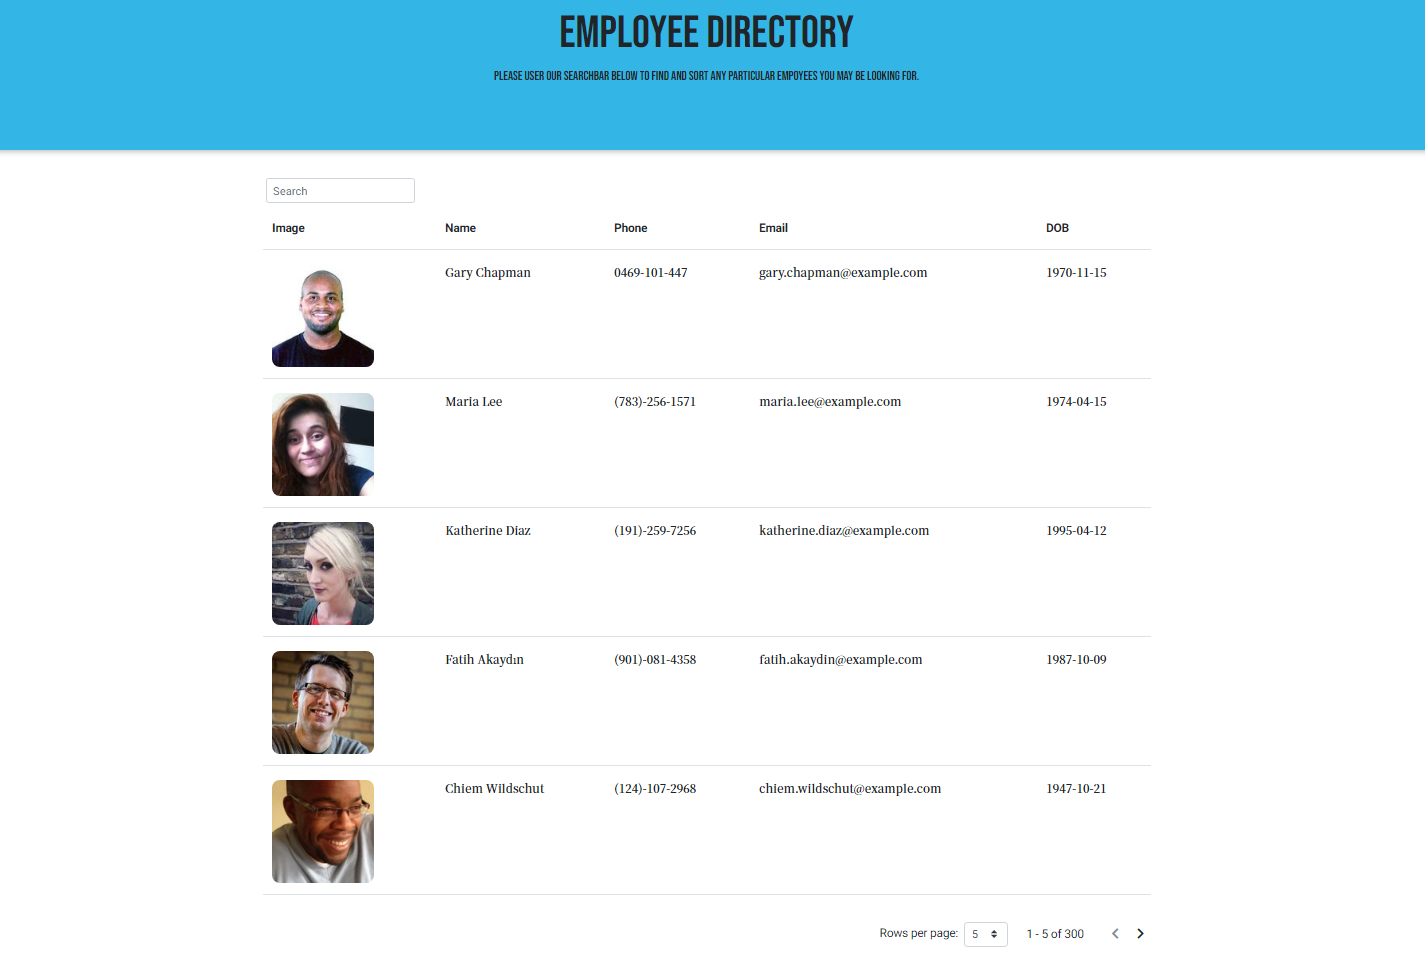 EMPLOYEE DIRECTORY
PLEASE USER OUR SEARCHBAR BELOW TO FIND AND SORT ANY PARTICULAR EMPOYEES YOU MAY BE LOOKING FOR.
Search
Image Name Phone Email DOB
Gary Chapman 0469-101-447 gary.chapman@example.com 1970-11-15
Maria Lee (783)-256-1571 maria.lee@example.com 1974-04-15
Katherine Diaz (191)-259-7256 katherine.diaz@example.com 1995-04-12
Fatih Akaydın (901)-081-4358 fatih.akaydin@example.com 1987-10-09
Chiem Wildschut (124)-107-2968 chiem.wildschut@example.com 1947-10-21
Rows per page: 5 1 - 5 of 300